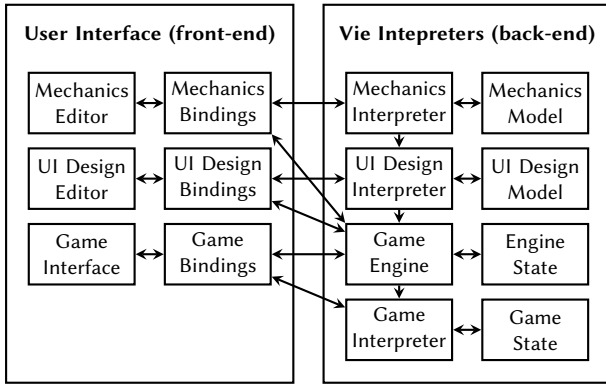 User Interface (front-end)
Mechanics
Editor
Mechanics
Bindings
UI Design
Editor
UI Design
Bindings
Game
Interface
Game
Bindings
Vie Intepreters (back-end)
Mechanics
Interpreter
Mechanics
Model
UI Design
Interpreter
UI Design
Model
Game
Engine
Engine
State
Game
Interpreter
Game
State